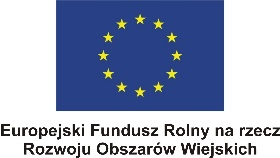 Europejski Fundusz Rolny na rzecz
Rozwoju Obszarów Wiejskich